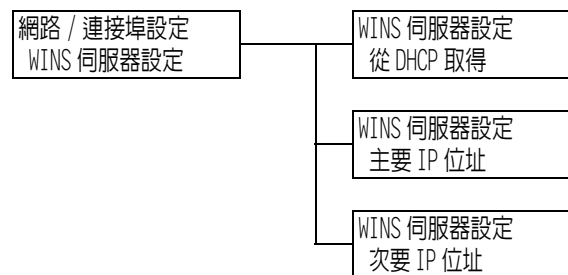 網路 / 連接埠設定
WINS 伺服器設定
WINS 伺服器設定
從 DHCP 取得
WINS 伺服器設定
主要 IP 位址
WINS 伺服器設定
次要 IP 位址